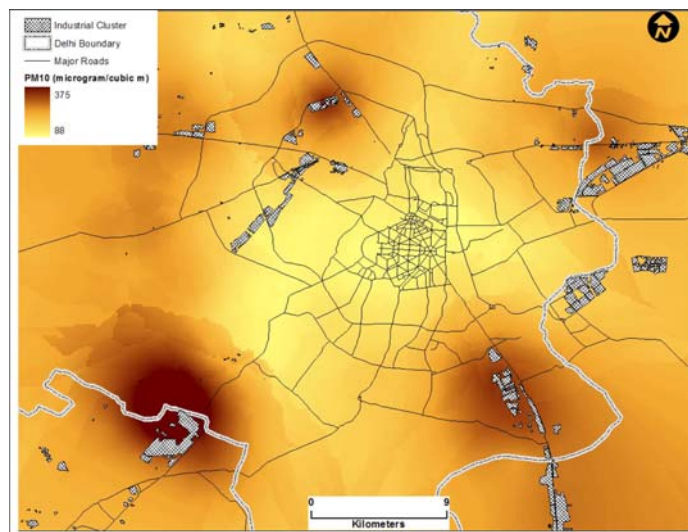 Industrial Cluster
Delhi Boundary
Major Roads
PM10 (microgram/cubic m)
375
88
N
0
9
Kilometers